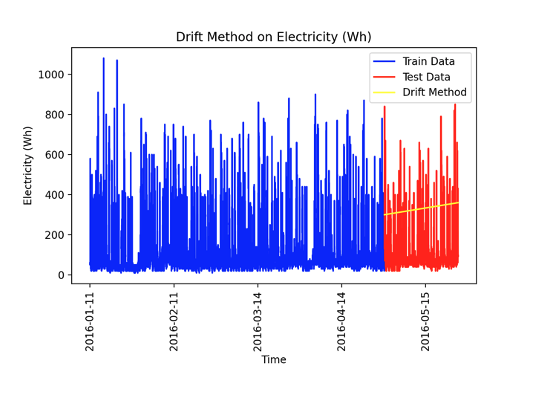 Drift Method on Electricity (Wh)
Train Data
Test Data
Drift Method
Electricity (Wh)
1000
800
600
400
200
0
2016-01-11
2016-02-11
2016-03-14
2016-04-14
2016-05-15
Time